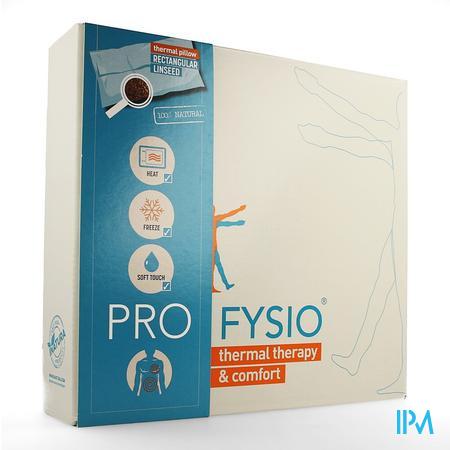 thermal pillow
RECTANGULAR
LINSEED
100% NATURAL
HEAT
FREEZE
SOFT TOUCH
PRO FYSIO®
thermal therapy
& comfort
IPM